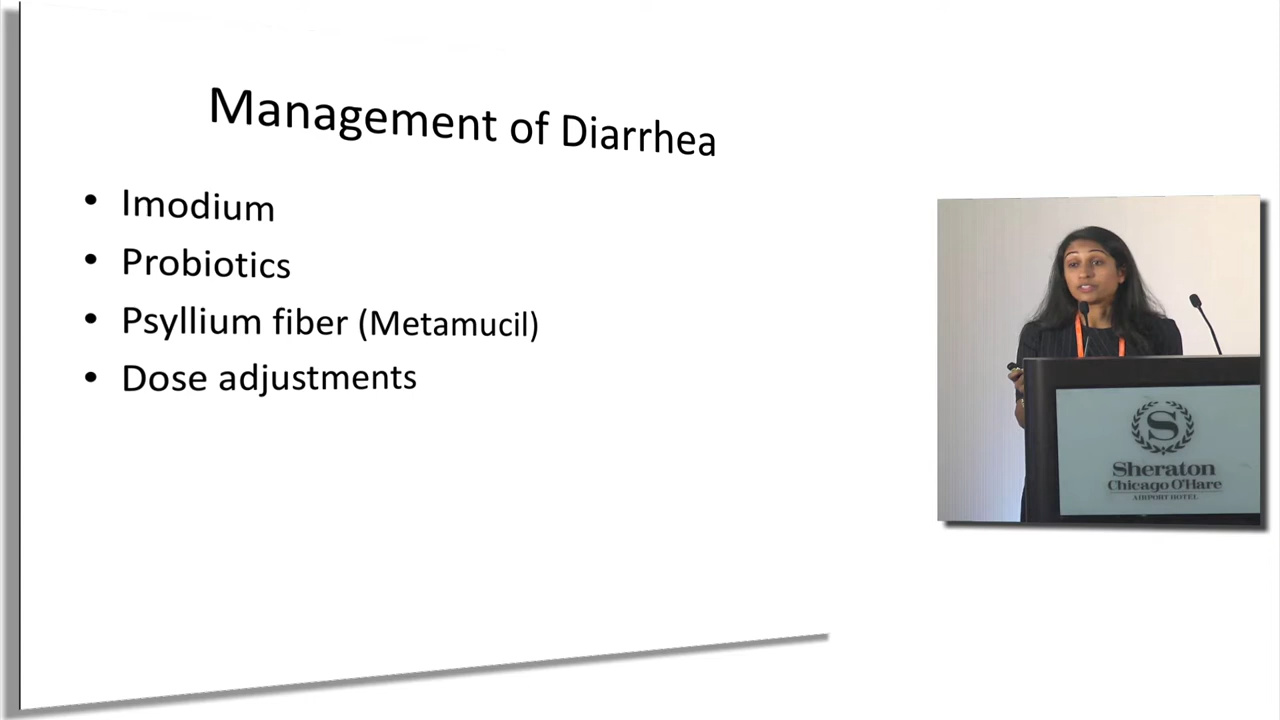 Management of Diarrhea
• Imodium
• Probiotics
• Psyllium fiber (Metamucil)
• Dose adjustments
S
Sheraton
Chicago O'Hare
AIRPORT HOTEL